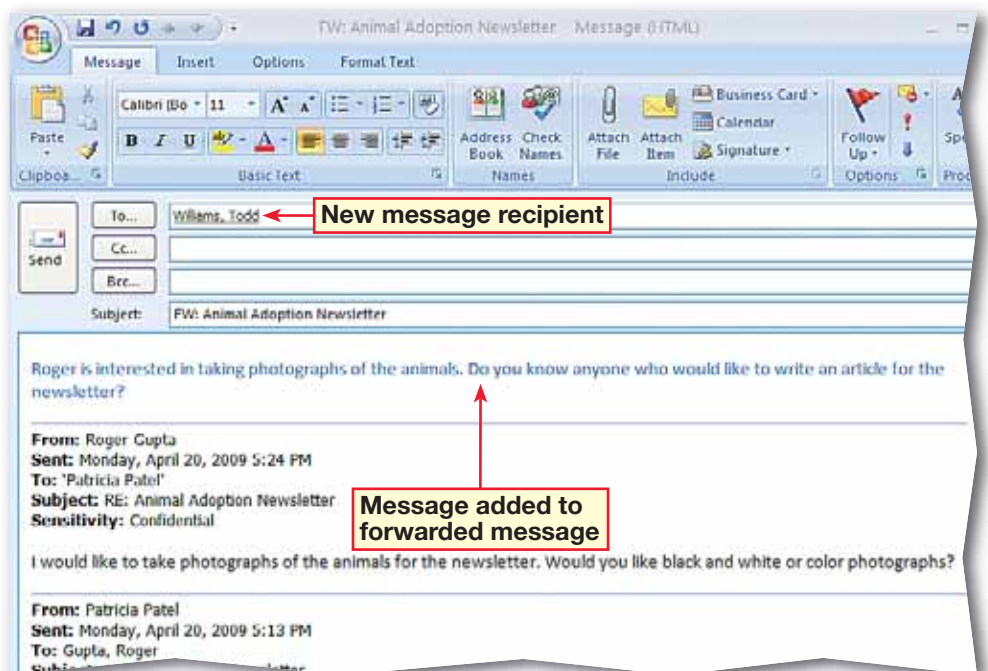 FW: Animal Adoption Newsletter Message (HTML)
Message Insert Options Format Text
Calibri (Bo 11
Business Card
Calendar
Signature
Paste
B I U
Address Book
Check Names
Attach File
Attach Item
Follow Up
Clipboa...
Basic Text
Names
Include
Options
To...
Williams, Todd
New message recipient
Cc...
Send
Bcc...
Subject: FW: Animal Adoption Newsletter
Roger is interested in taking photographs of the animals. Do you know anyone who would like to write an article for the
newsletter?
From: Roger Gupta
Sent: Monday, April 20, 2009 5:24 PM
To: 'Patricia Patel'
Subject: RE: Animal Adoption Newsletter
Sensitivity: Confidential
Message added to
forwarded message
I would like to take photographs of the animals for the newsletter. Would you like black and white or color photographs?
From: Patricia Patel
Sent: Monday, April 20, 2009 5:13 PM
To: Gupta, Roger